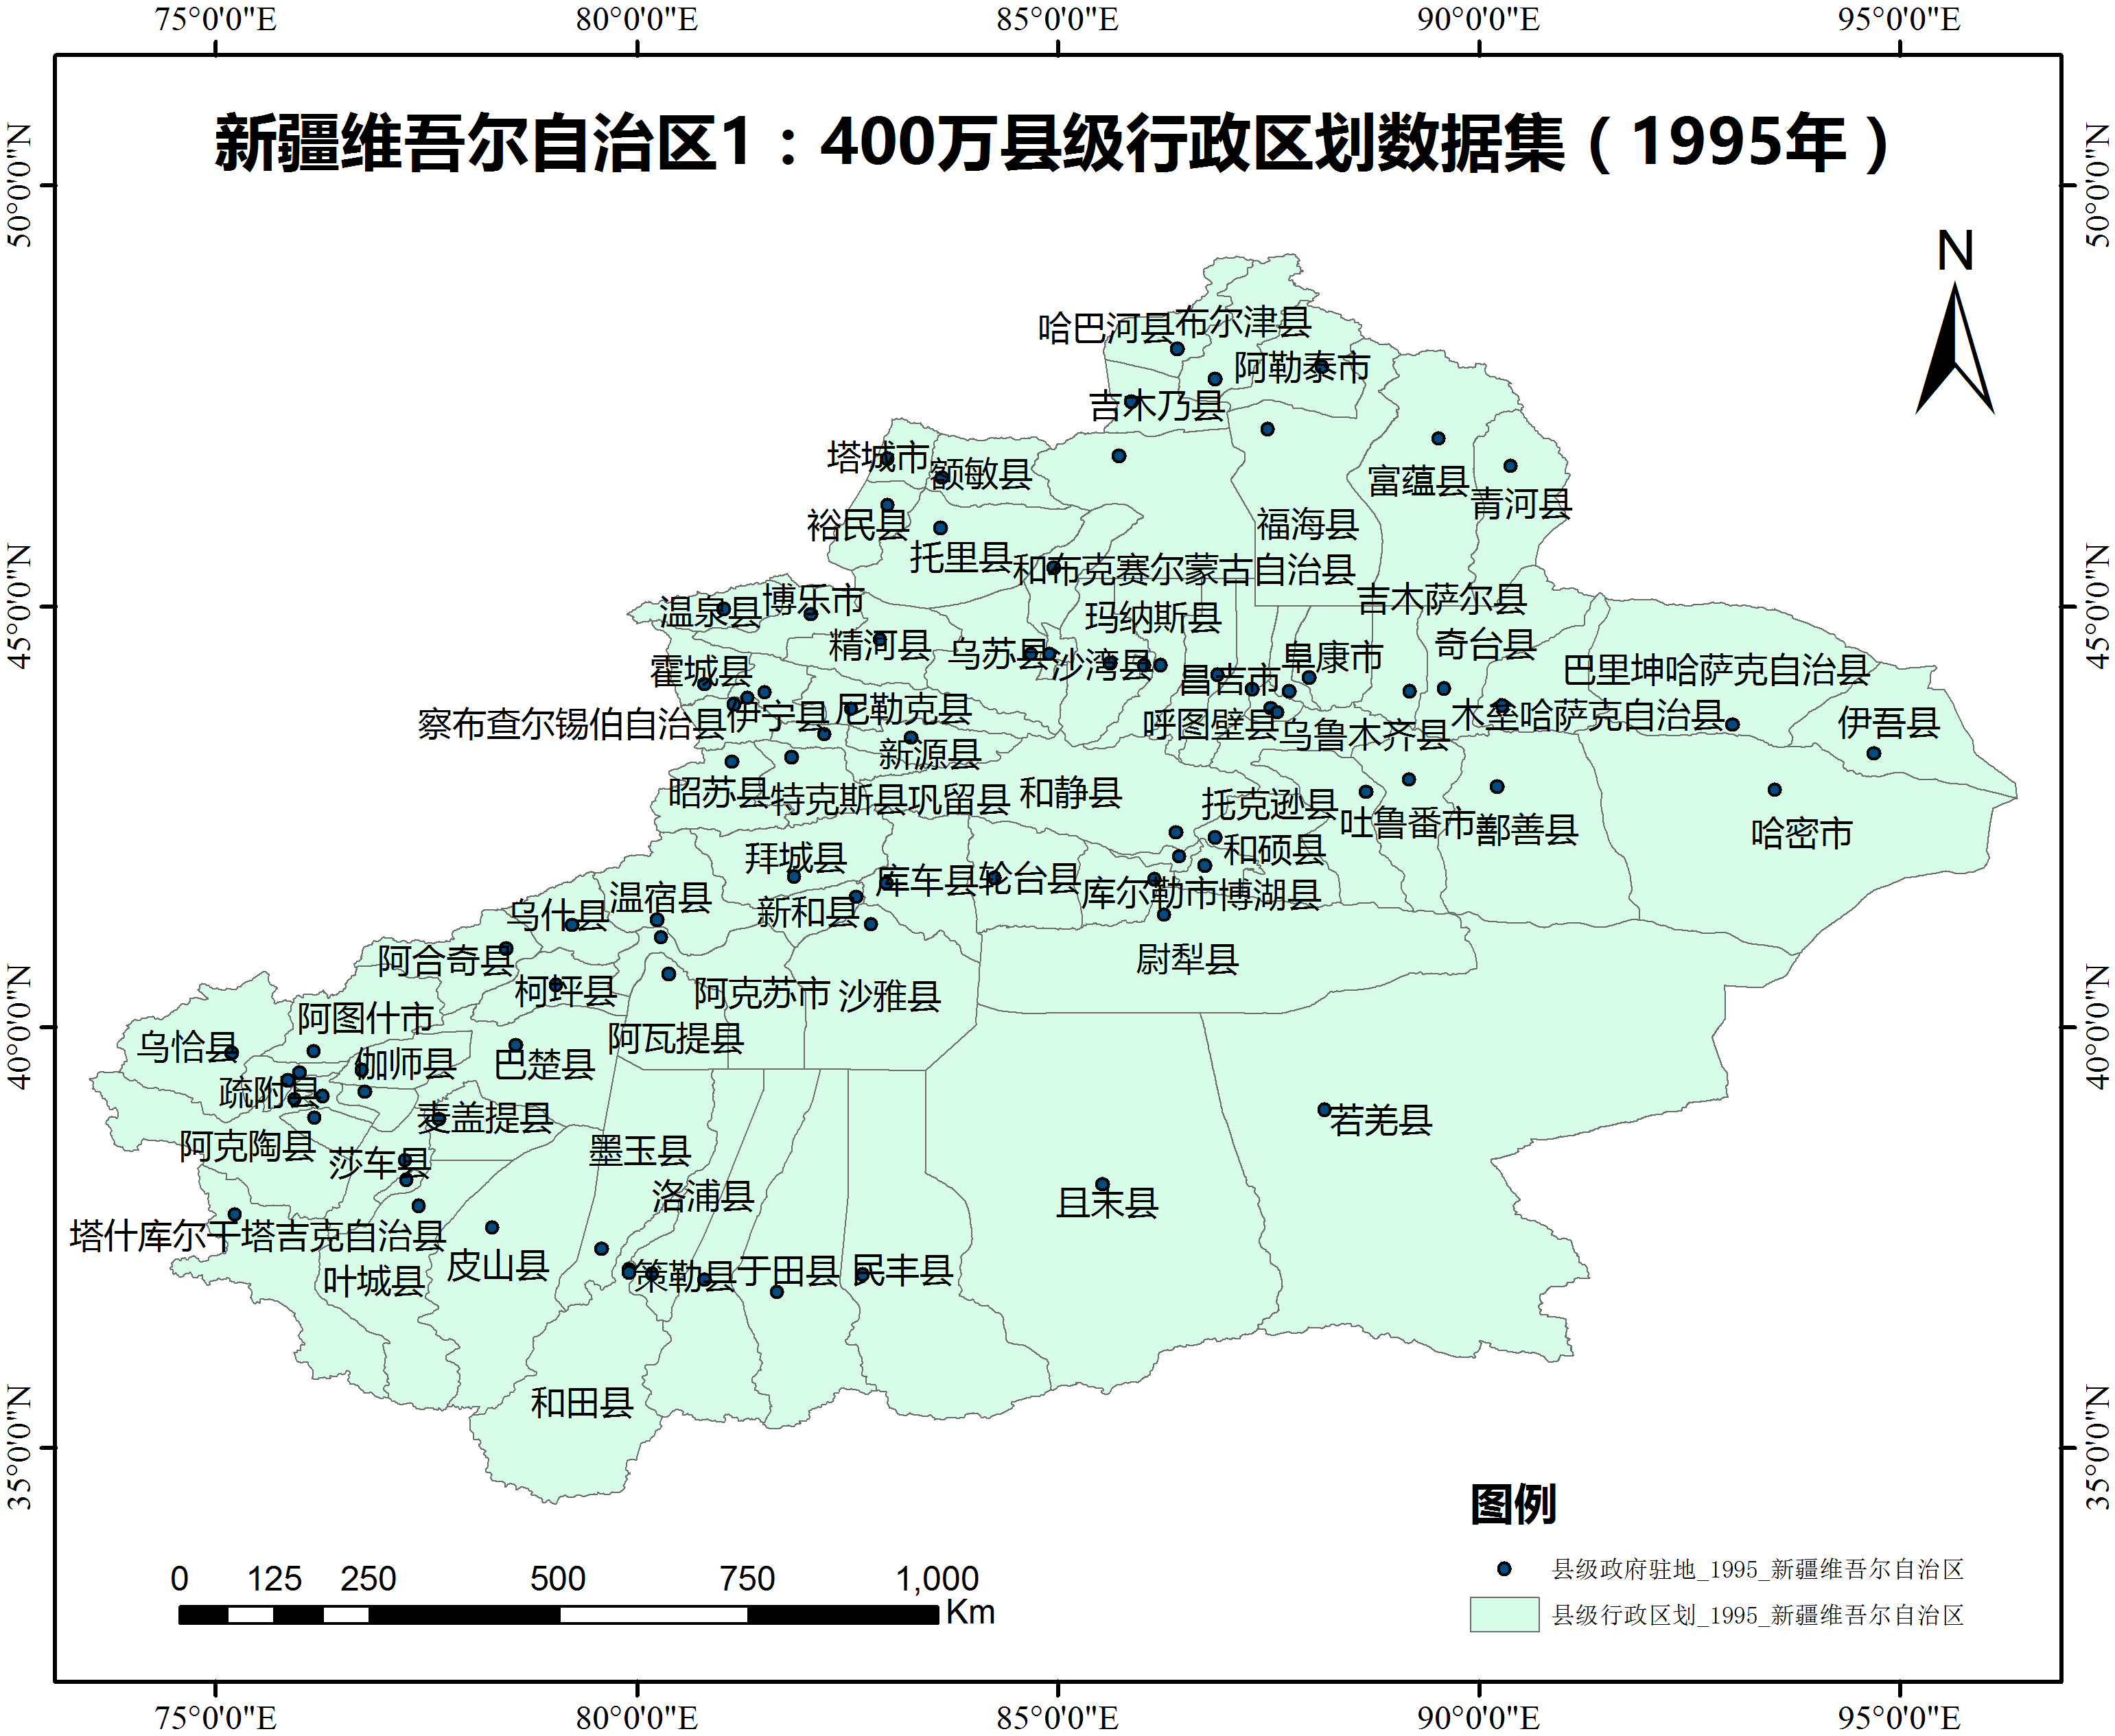 75°0'0"E 80°0'0"E 85°0'0"E 90°0'0"E 95°0'0"E
新疆维吾尔自治区1：400万县级行政区划数据集（1995年）
50°0'0"N 50°0'0"N
N
哈巴河县 布尔津县
阿勒泰市
吉木乃县
塔城市 额敏县 富蕴县
青河县
裕民县 福海县
托里县 和布克赛尔蒙古自治县
45°0'0"N 45°0'0"N
温泉县 博乐市 玛纳斯县 吉木萨尔县
精河县 乌苏县 沙湾县 阜康市 奇台县
霍城县 昌吉市 巴里坤哈萨克自治县
察布查尔锡伯自治县 伊宁县 尼勒克县 呼图壁县 乌鲁木齐县 木垒哈萨克自治县 伊吾县
新源县
昭苏县 特克斯县 巩留县 和静县 托克逊县
吐鲁番市 鄯善县 哈密市
拜城县 和硕县
库车县 轮台县 库尔勒市 博湖县
乌什县 温宿县 新和县
阿合奇县 尉犁县
柯坪县 阿克苏市 沙雅县
阿图什市
乌恰县 阿瓦提县
伽师县 巴楚县
疏附县
麦盖提县 若羌县
阿克陶县 莎车县 墨玉县
洛浦县 且末县
塔什库尔干塔吉克自治县
叶城县 皮山县 策勒县 于田县 民丰县
和田县
40°0'0"N 40°0'0"N
35°0'0"N 35°0'0"N
图例
县级政府驻地_1995_新疆维吾尔自治区
县级行政区划_1995_新疆维吾尔自治区
0 125 250 500 750 1,000
Km
75°0'0"E 80°0'0"E 85°0'0"E 90°0'0"E 95°0'0"E